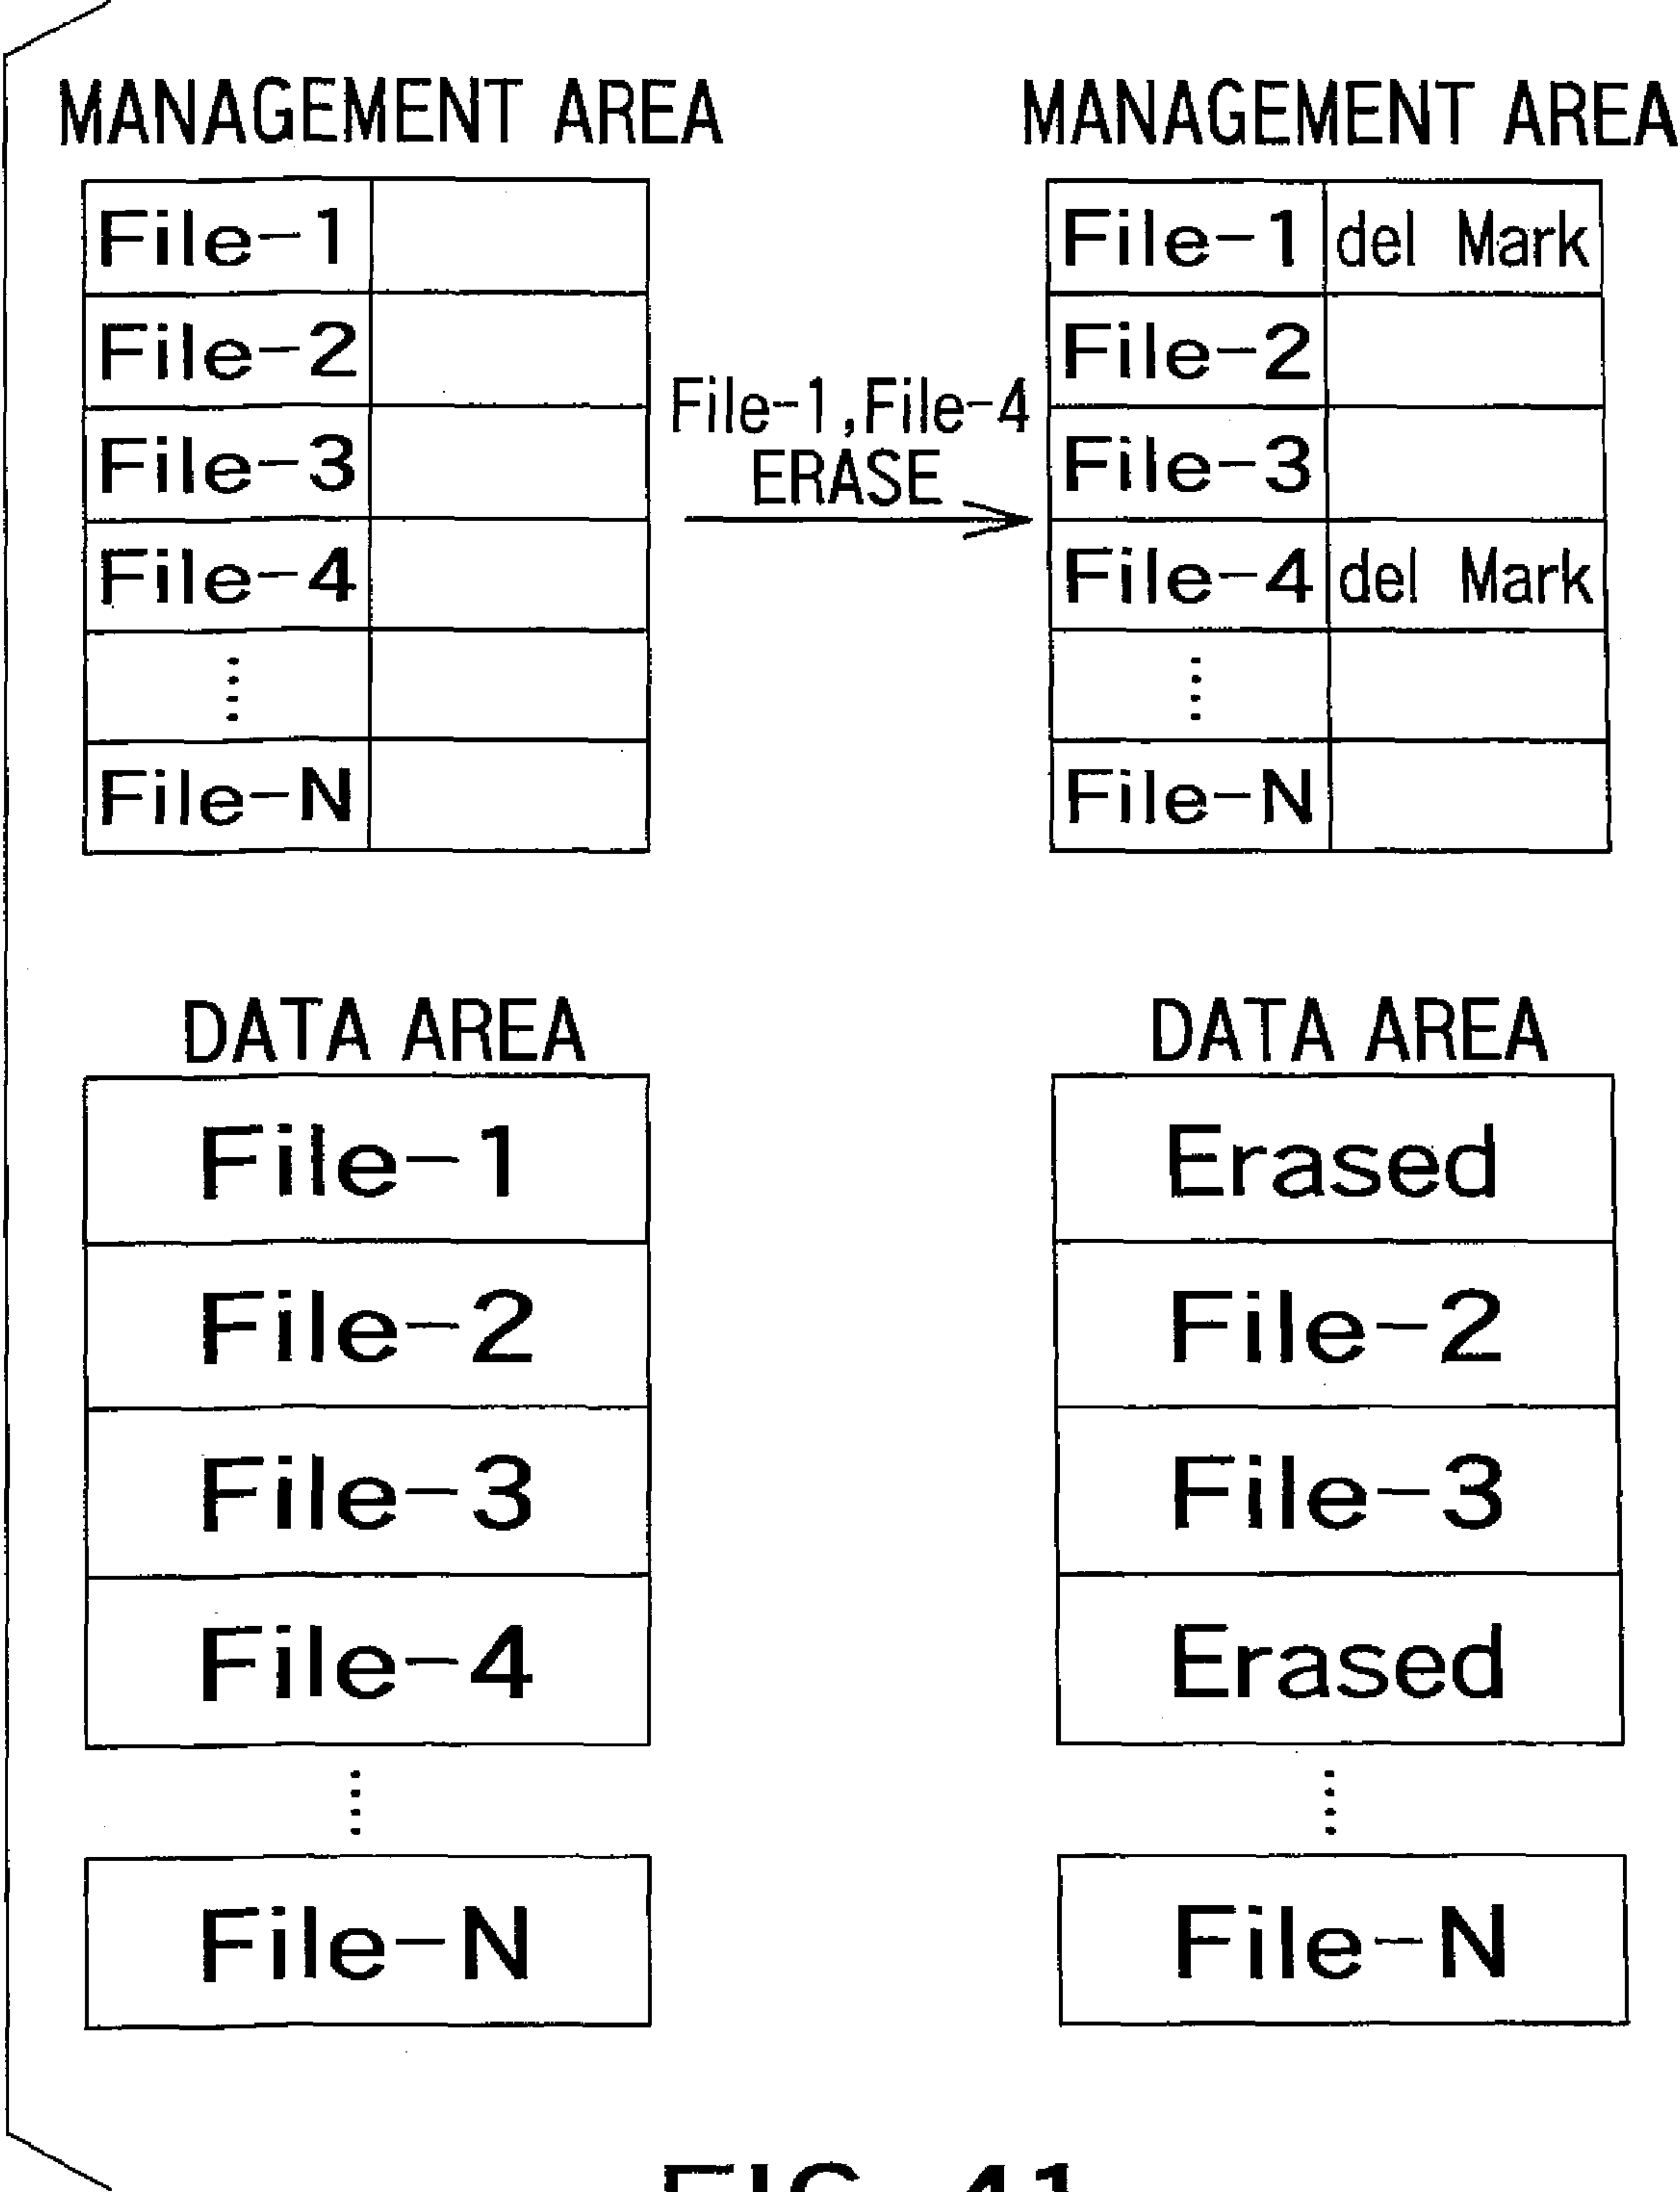 MANAGEMENT AREA
File-1
File-2
File-3
File-4
File-N
File-1,File-4
ERASE
MANAGEMENT AREA
File-1 del Mark
File-2
File-3
File-4 del Mark
File-N
DATA AREA
File-1
File-2
File-3
File-4
File-N
DATA AREA
Erased
File-2
File-3
Erased
File-N
FIG. 41